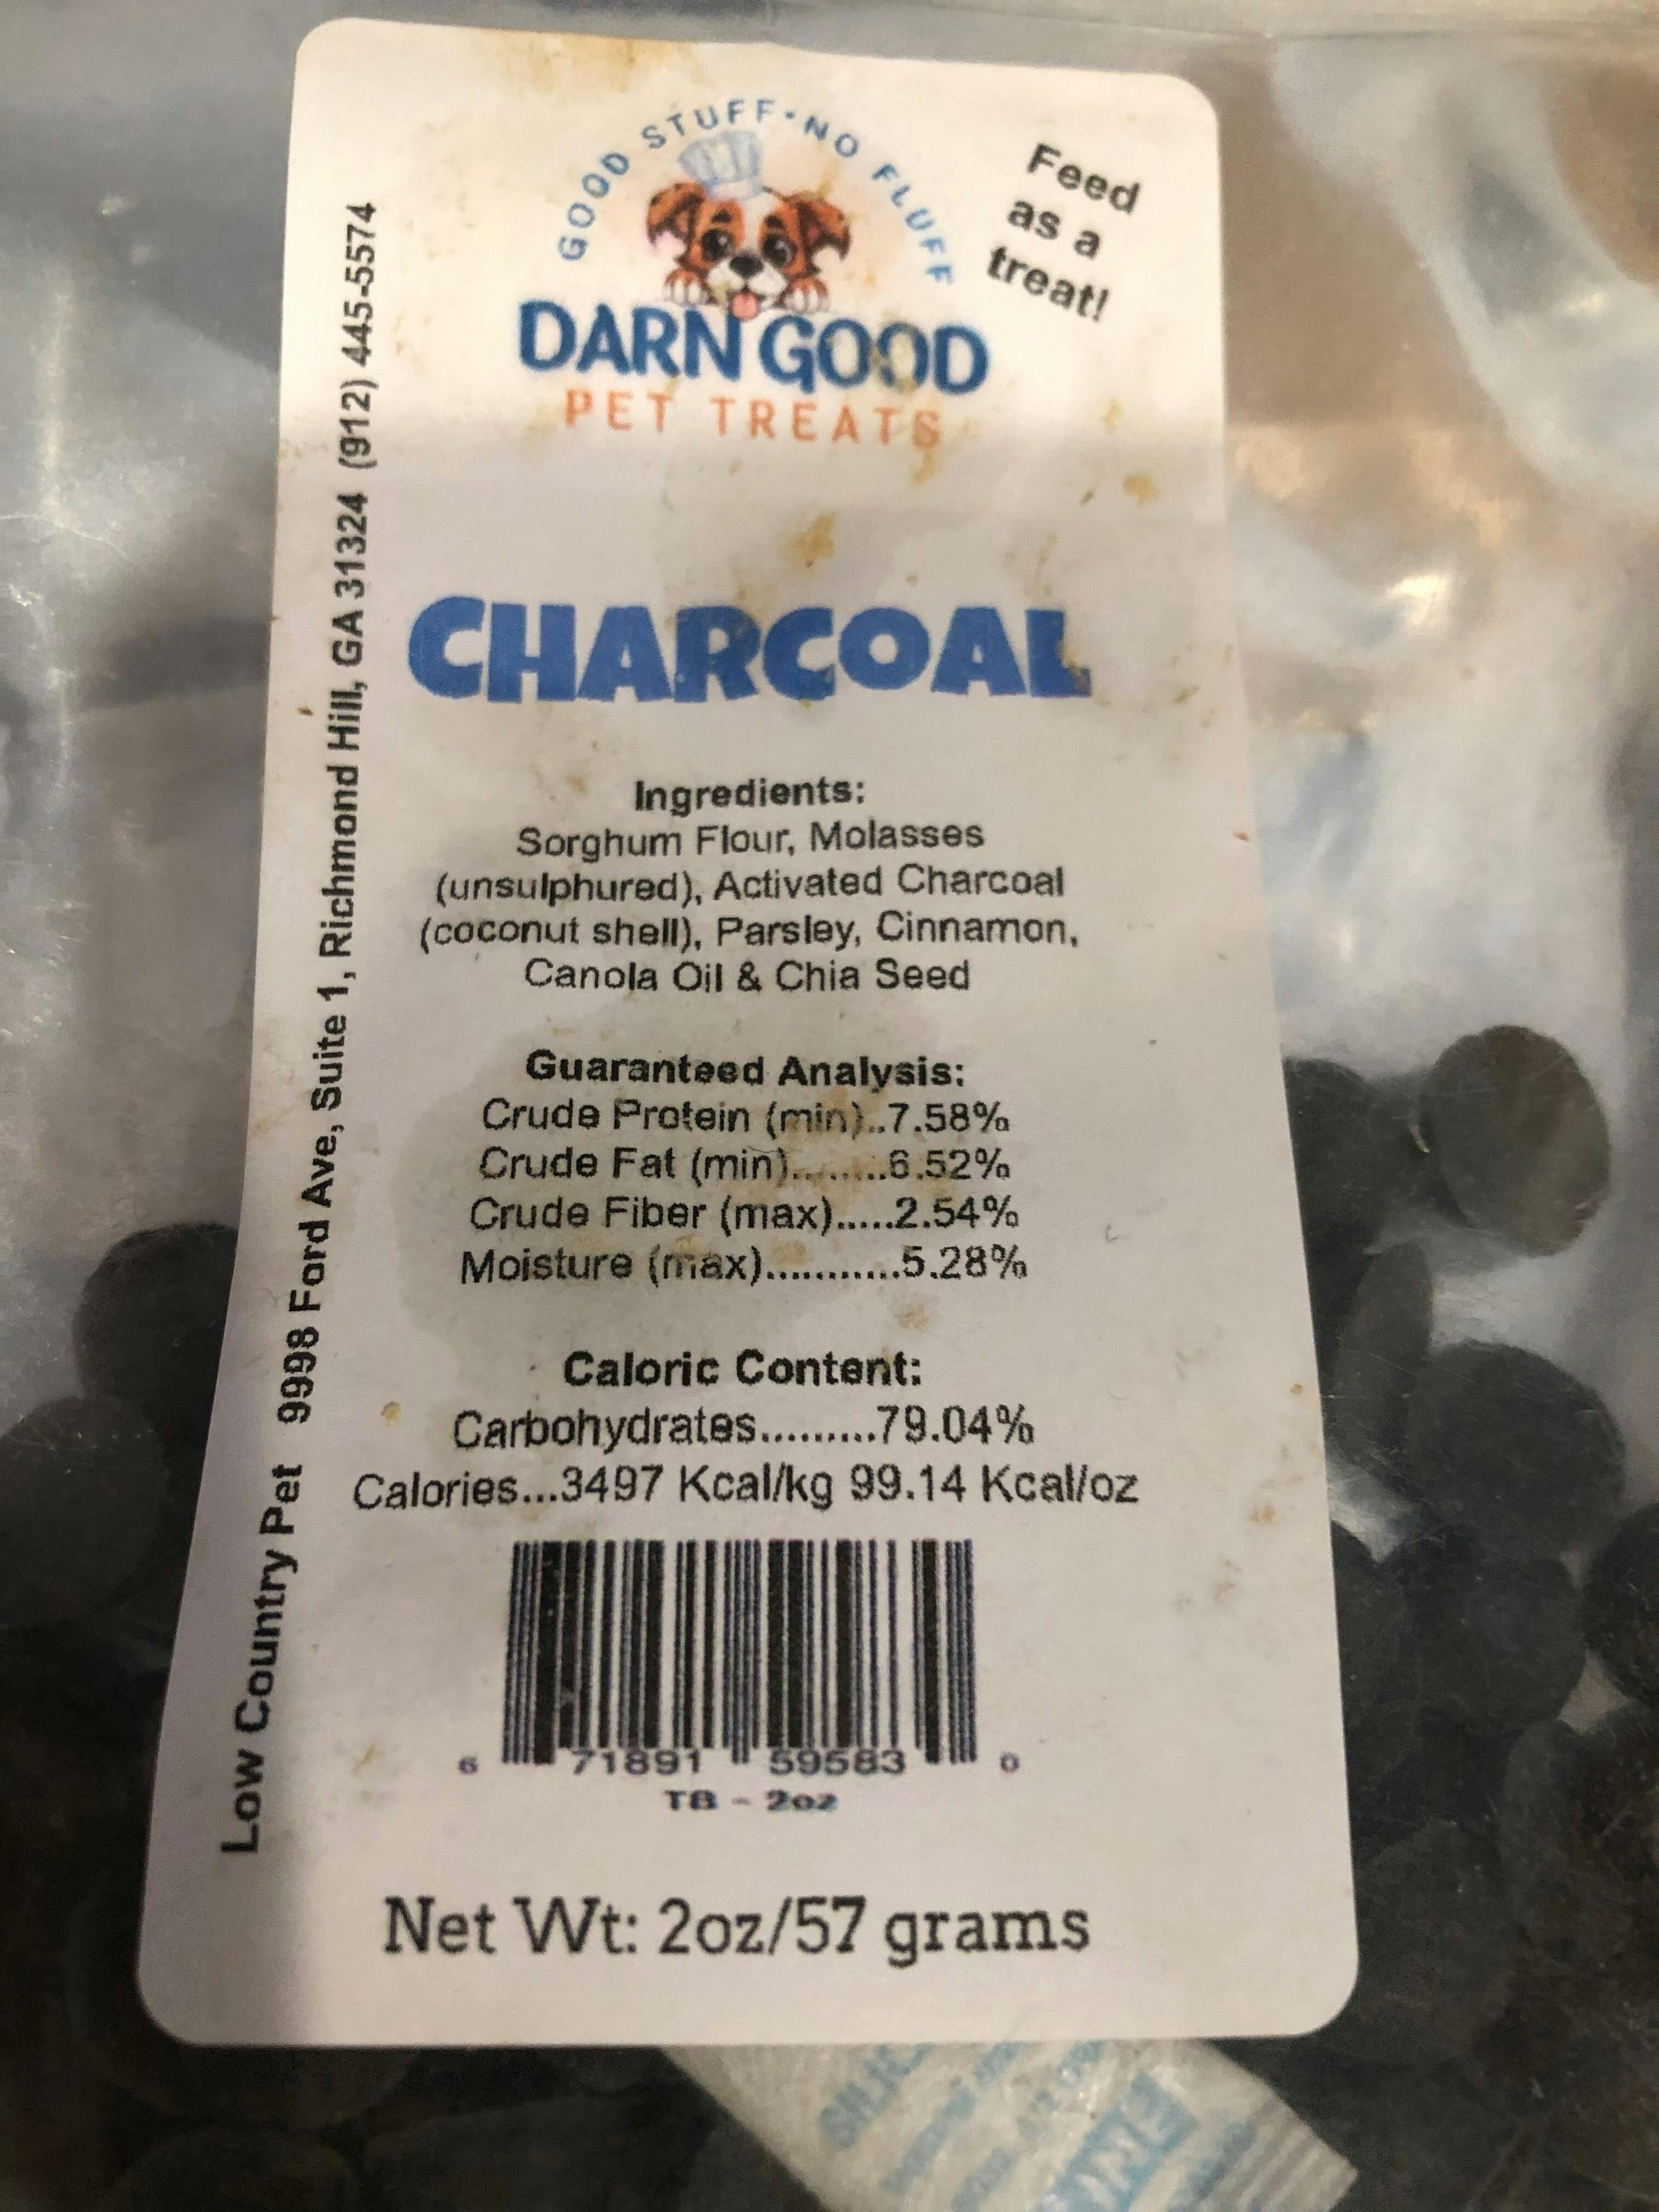 GOOD STUFF · NO FLUFF
Feed
as a
treat!
DARN GOOD
PET TREATS
CHARCOAL
Ingredients:
Sorghum Flour, Molasses
(unsulphured), Activated Charcoal
(coconut shell), Parsley, Cinnamon,
Canola Oil & Chia Seed
Guaranteed Analysis:
Crude Protein (min)..7.58%
Crude Fat (min)........6.52%
Crude Fiber (max).....2.54%
Moisture (max)...........5.28%
Caloric Content:
Carbohydrates.........79.04%
Calories...3497 Kcal/kg 99.14 Kcal/oz
6 71891 59583 0
TB - 2oz
Net Wt: 2oz/57 grams
Low Country Pet 9998 Ford Ave, Suite 1, Richmond Hill, GA 31324 (912) 445-5574